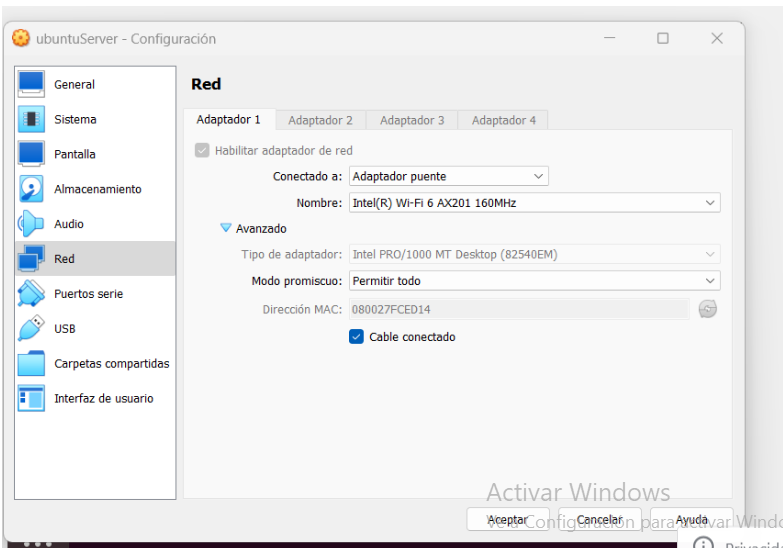 ubuntuServer - Configuración
General
Sistema
Pantalla
Almacenamiento
Audio
Red
Puertos serie
USB
Carpetas compartidas
Interfaz de usuario
Red
Adaptador 1 Adaptador 2 Adaptador 3 Adaptador 4
Habilitar adaptador de red
Conectado a: Adaptador puente
Nombre: Intel(R) Wi-Fi 6 AX201 160MHz
Avanzado
Tipo de adaptador: Intel PRO/1000 MT Desktop (82540EM)
Modo promiscuo: Permitir todo
Dirección MAC: 080027FCED14
Cable conectado
Activar Windows
Configuración para activar Windo
Aceptar Cancelar Ayuda